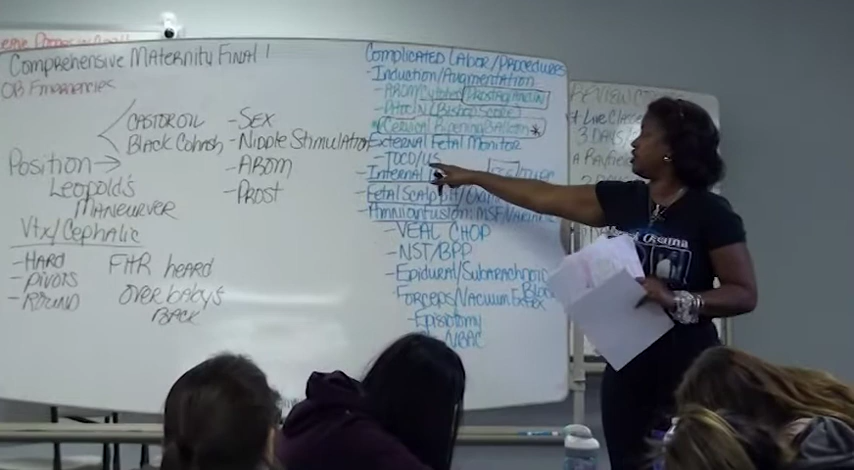 Comprehensive Maternity Final!
OB Emergencies
CASTOR OIL
Black Cohosh
Position
Leopold's
MANEURVER
Vtx/Cephalic
- HARD
- PIVOTS
- ROUND
FHR heard
over baby's
BACK
- SEX
- Nipple Stimulation
- AROM
- PROST
Complicated Labor/Procedures
- Induction/Augmentation
- AROM/Cytotec/PROSTAGLANDIN
- Pitocin/Bishop Score
* Cervical Ripening Balloon *
External Fetal Monitor
- TOCO/US
- Internal
- Fetal Scalp
- Amnioinfusion: MSF/
- VEAL CHOP
- NST/BPP
- Epidural/Subarachnoid
Block
- Forceps/Vacuum
- Episiotomy
VBAC
REVIEW
* Live Class
3 DAYS/